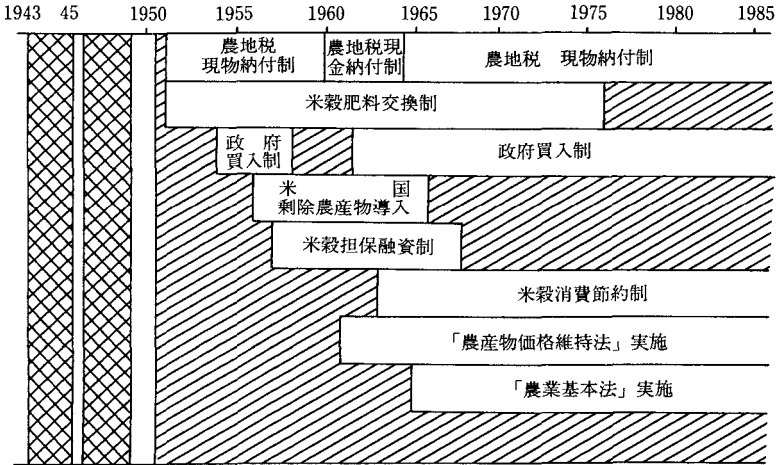 1943 45 1950 1955 1960 1965 1970 1975 1980 1985
農地税
現物納付制
農地税現
金納付制
農地税 現物納付制
米穀肥料交換制
政府
買入制
政府買入制
米国
剰除農産物導入
米穀担保融資制
米穀消費節約制
「農産物価格維持法」実施
「農業基本法」実施